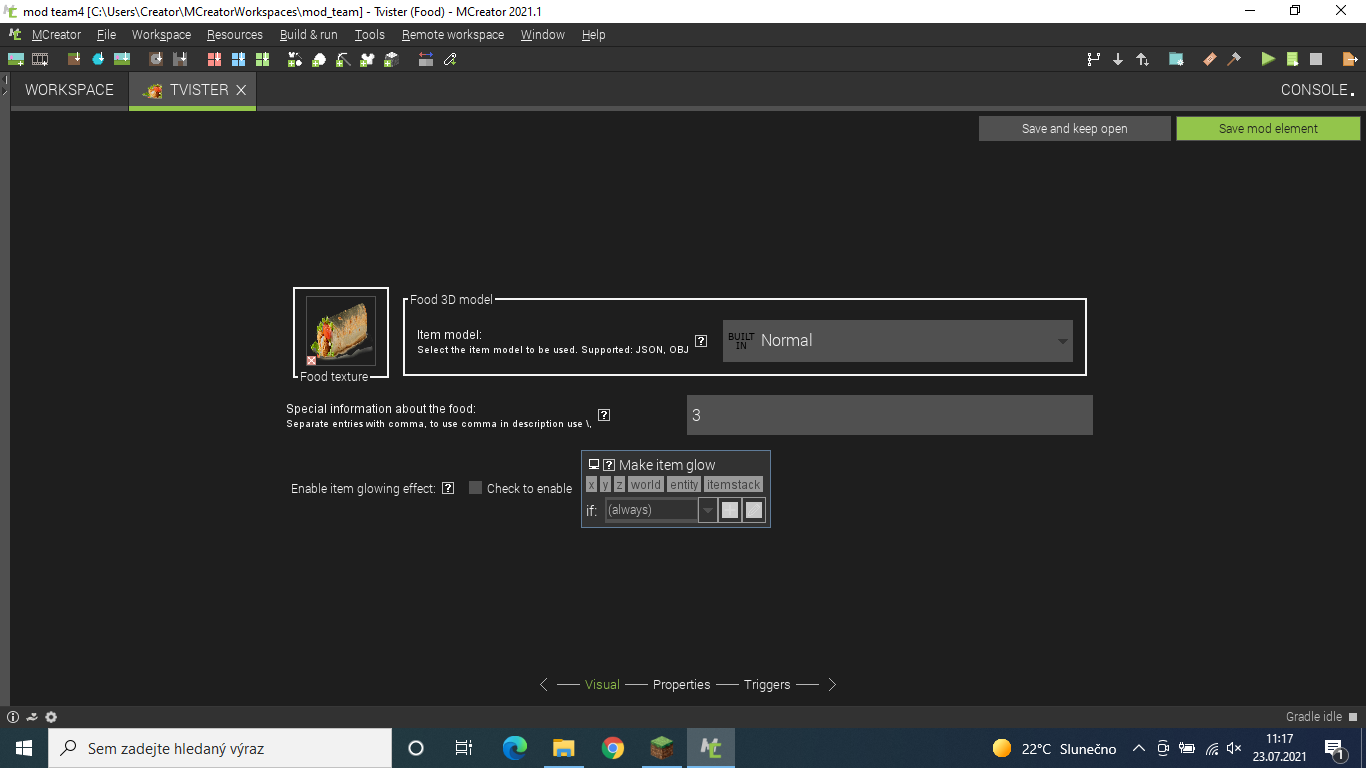 mod team4 [C:\Users\Creator\MCreatorWorkspaces\mod_team] - Tvister (Food) - MCreator 2021.1
MCreator File Workspace Resources Build & run Tools Remote workspace Window Help
WORKSPACE TVISTER CONSOLE
Save and keep open Save mod element
Food 3D model
Item model:
Select the item model to be used. Supported: JSON, OBJ
BUILT
IN
Normal
Food texture
Special information about the food:
Separate entries with comma, to use comma in description use \,
3
Enable item glowing effect: Check to enable
Make item glow
x y z world entity itemstack
if: (always)
Visual Properties Triggers
Gradle idle
Sem zadejte hledaný výraz
22°C Slunečno
11:17
23.07.2021
1